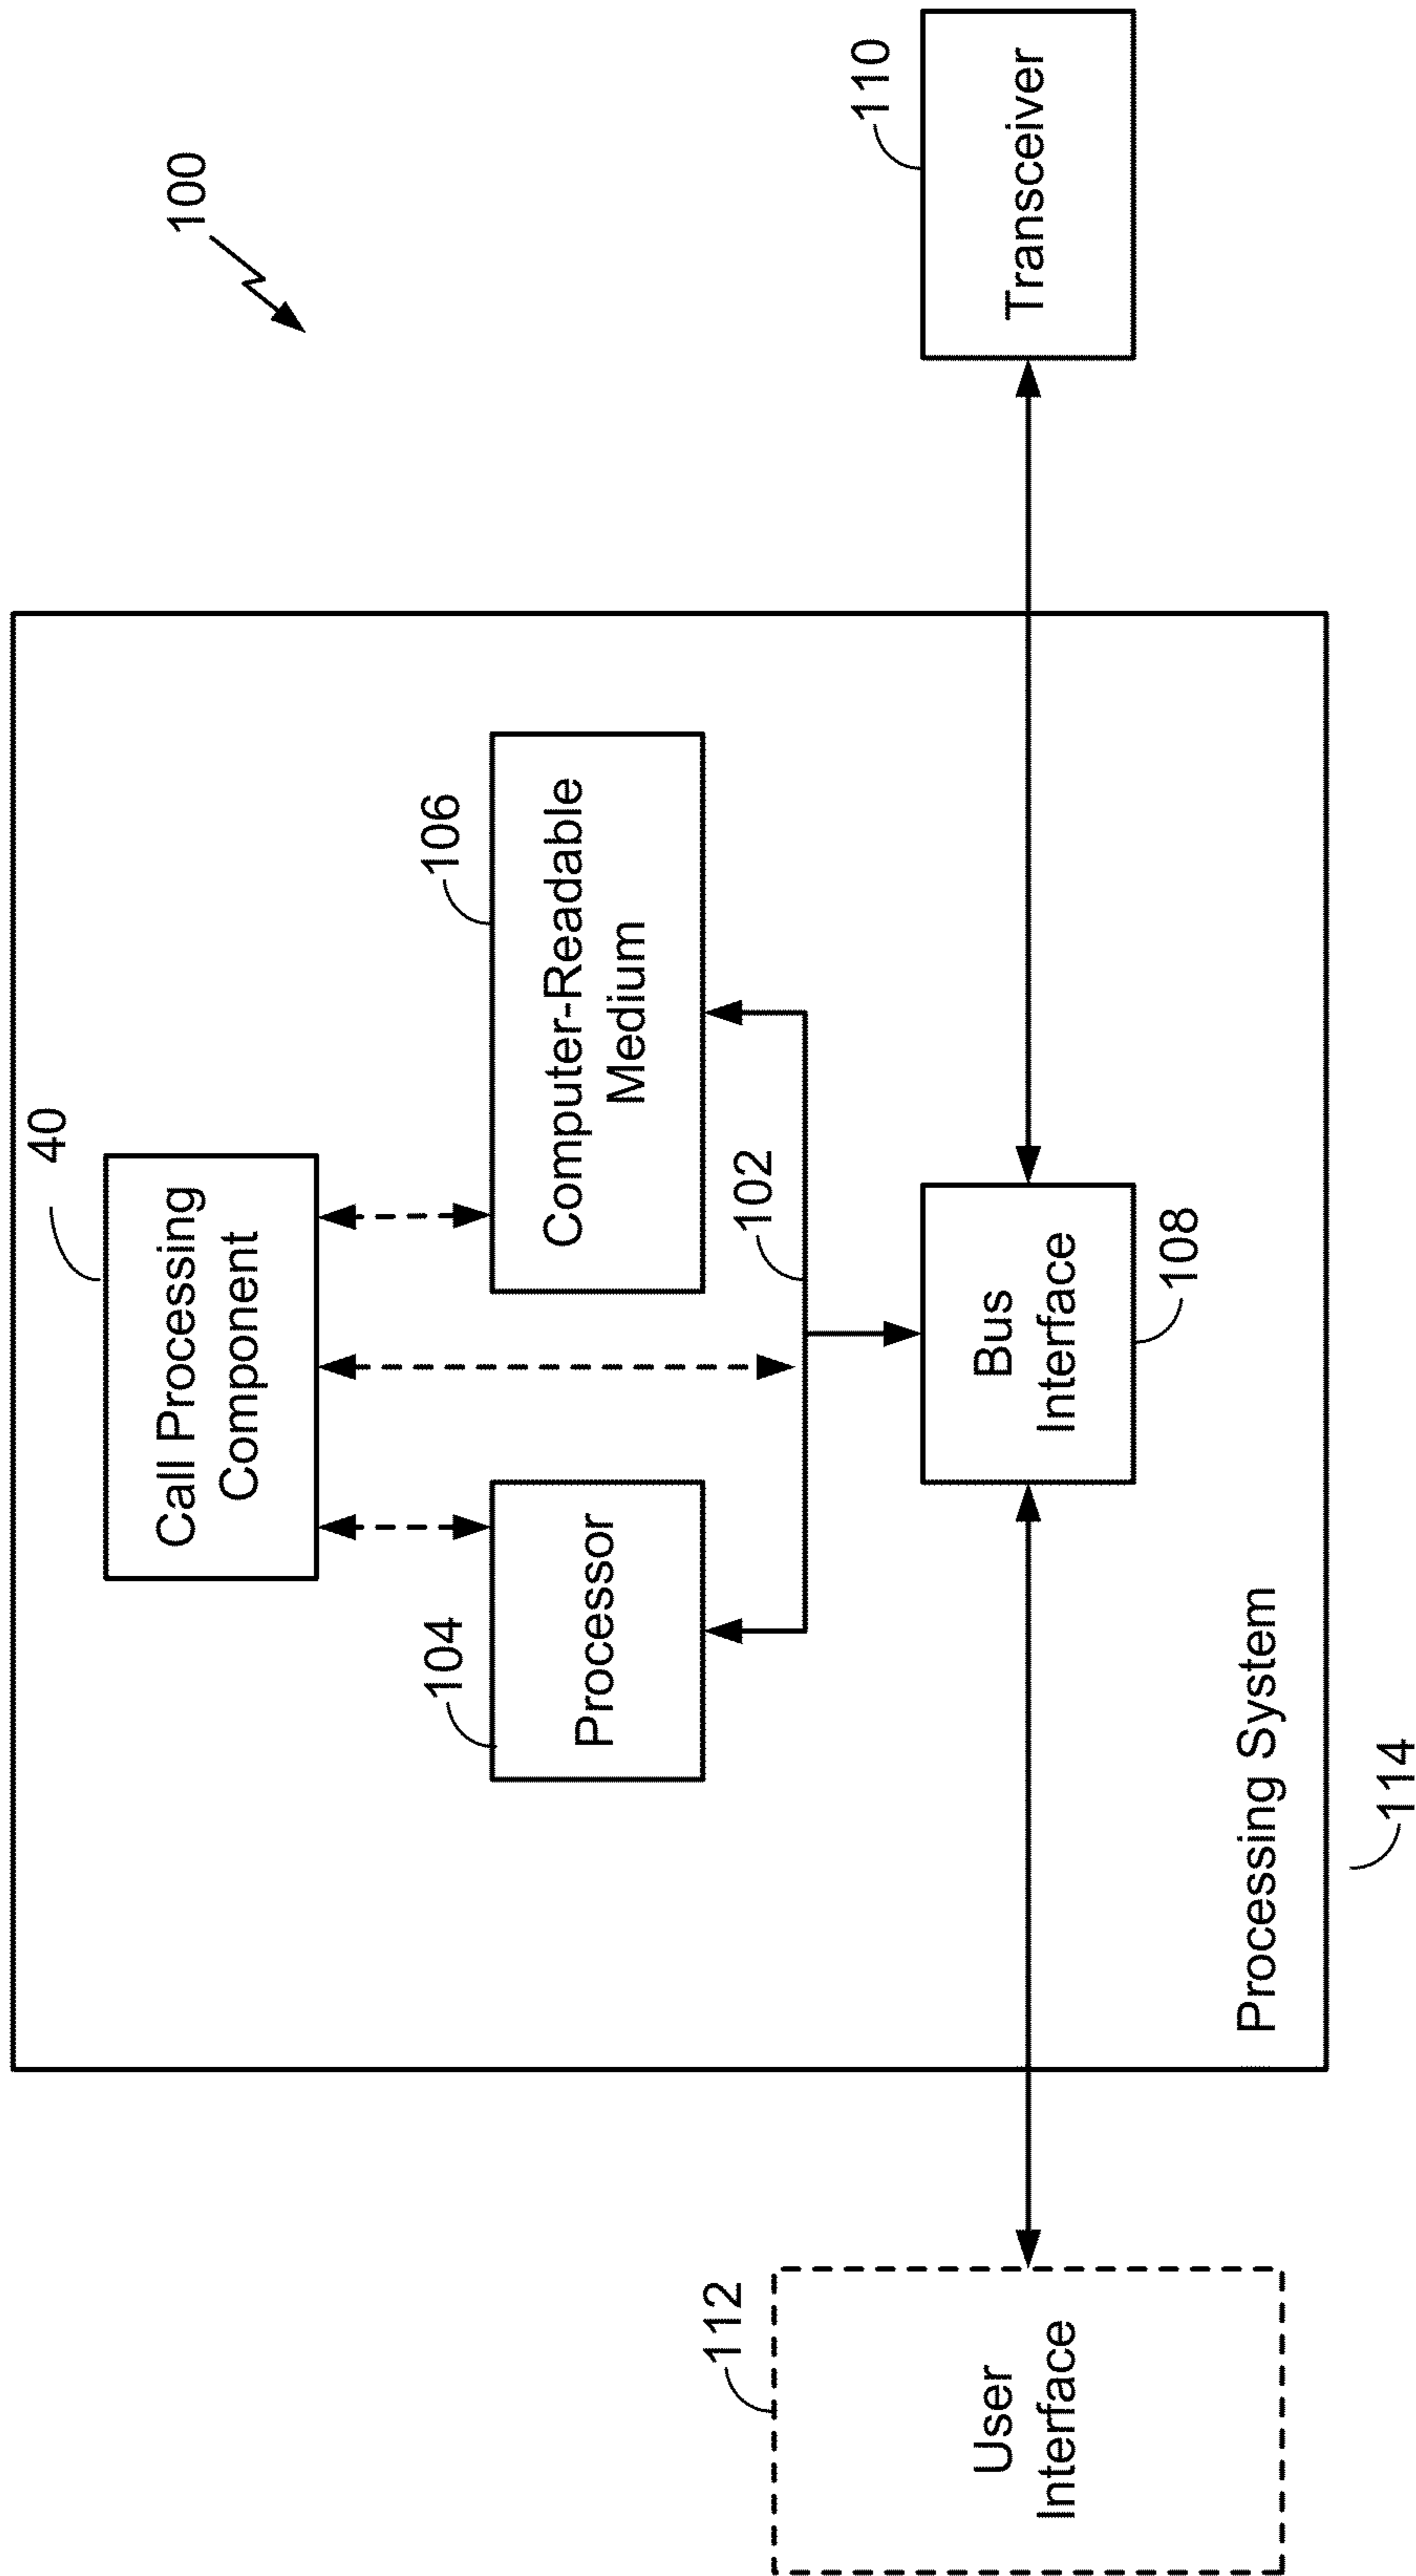 100
40
Call Processing
Component
104
106
Processor
Computer-Readable
Medium
102
112
110
User
Interface
Bus
Interface
Transceiver
108
Processing System
114